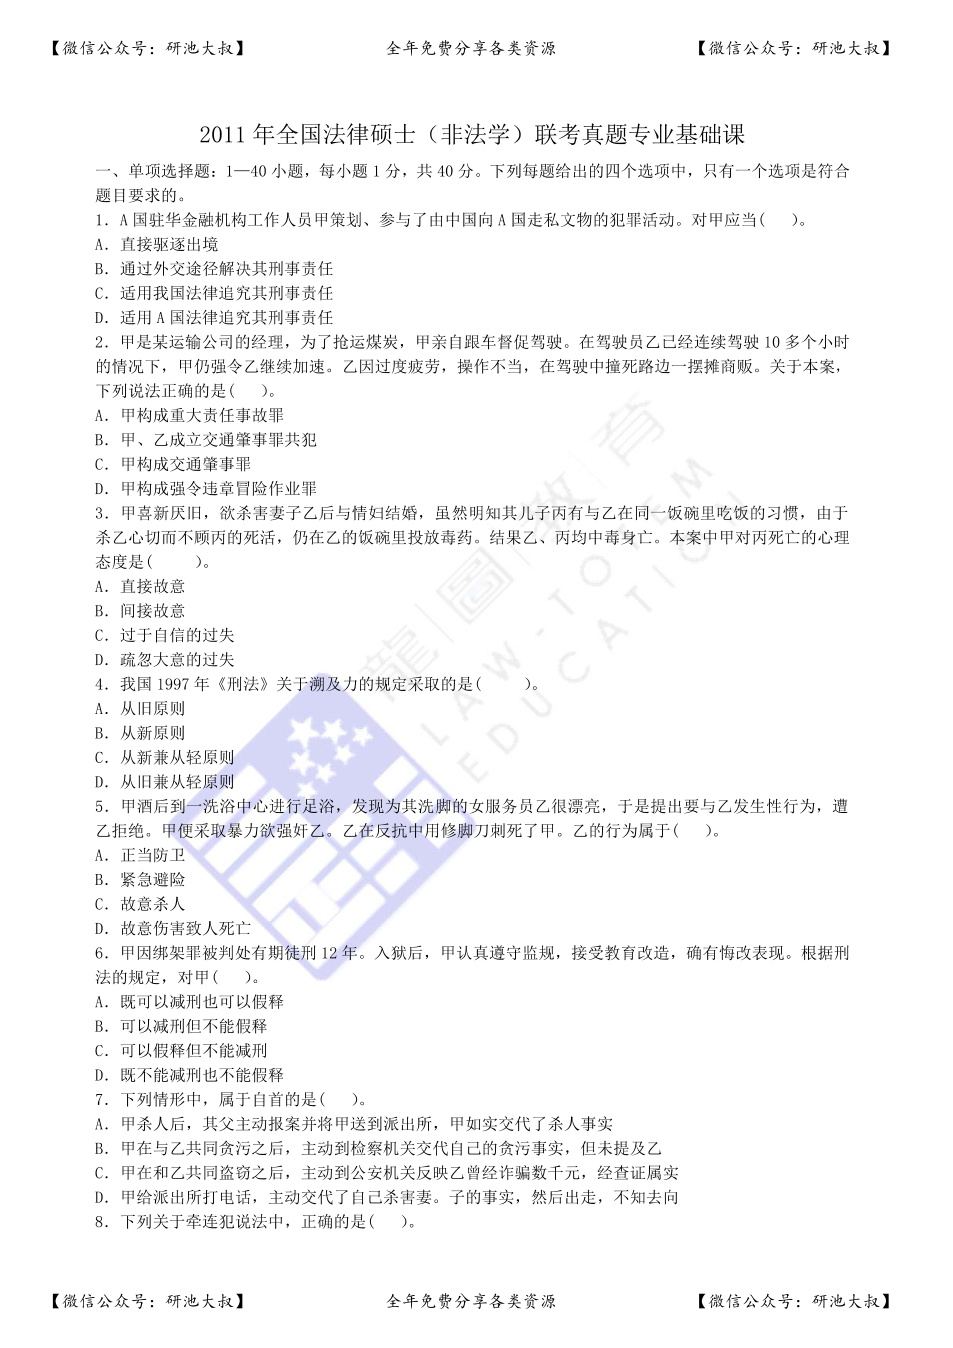 【微信公众号：研池大叔】 全年免费分享各类资源 【微信公众号：研池大叔】
2011 年全国法律硕士（非法学）联考真题专业基础课
一、单项选择题：1—40 小题，每小题 1 分，共 40 分。下列每题给出的四个选项中，只有一个选项是符合
题目要求的。
1．A 国驻华金融机构工作人员甲策划、参与了由中国向 A 国走私文物的犯罪活动。对甲应当( )。
A．直接驱逐出境
B．通过外交途径解决其刑事责任
C．适用我国法律追究其刑事责任
D．适用 A 国法律追究其刑事责任
2．甲是某运输公司的经理，为了抢运煤炭，甲亲自跟车督促驾驶。在驾驶员乙已经连续驾驶 10 多个小时
的情况下，甲仍强令乙继续加速。乙因过度疲劳，操作不当，在驾驶中撞死路边一摆摊商贩。关于本案，
下列说法正确的是( )。
A．甲构成重大责任事故罪
B．甲、乙成立交通肇事罪共犯
C．甲构成交通肇事罪
D．甲构成强令违章冒险作业罪
3．甲喜新厌旧，欲杀害妻子乙后与情妇结婚，虽然明知其儿子丙有与乙在同一饭碗里吃饭的习惯，由于
杀乙心切而不顾丙的死活，仍在乙的饭碗里投放毒药。结果乙、丙均中毒身亡。本案中甲对丙死亡的心理
态度是( )。
A．直接故意
B．间接故意
C．过于自信的过失
D．疏忽大意的过失
4．我国 1997 年《刑法》关于溯及力的规定采取的是( )。
A．从旧原则
B．从新原则
C．从新兼从轻原则
D．从旧兼从轻原则
5．甲酒后到一洗浴中心进行足浴，发现为其洗脚的女服务员乙很漂亮，于是提出要与乙发生性行为，遭
乙拒绝。甲便采取暴力欲强奸乙。乙在反抗中用修脚刀刺死了甲。乙的行为属于( )。
A．正当防卫
B．紧急避险
C．故意杀人
D．故意伤害致人死亡
6．甲因绑架罪被判处有期徒刑 12 年。入狱后，甲认真遵守监规，接受教育改造，确有悔改表现。根据刑
法的规定，对甲( )。
A．既可以减刑也可以假释
B．可以减刑但不能假释
C．可以假释但不能减刑
D．既不能减刑也不能假释
7．下列情形中，属于自首的是( )。
A．甲杀人后，其父主动报案并将甲送到派出所，甲如实交代了杀人事实
B．甲在与乙共同贪污之后，主动到检察机关交代自己的贪污事实，但未提及乙
C．甲在和乙共同盗窃之后，主动到公安机关反映乙曾经诈骗数千元，经查证属实
D．甲给派出所打电话，主动交代了自己杀害妻。子的事实，然后出走，不知去向
8．下列关于牵连犯说法中，正确的是( )。
龍|圖|教|育
LAW-TOTEM
EDUCATION
【微信公众号：研池大叔】 全年免费分享各类资源 【微信公众号：研池大叔】